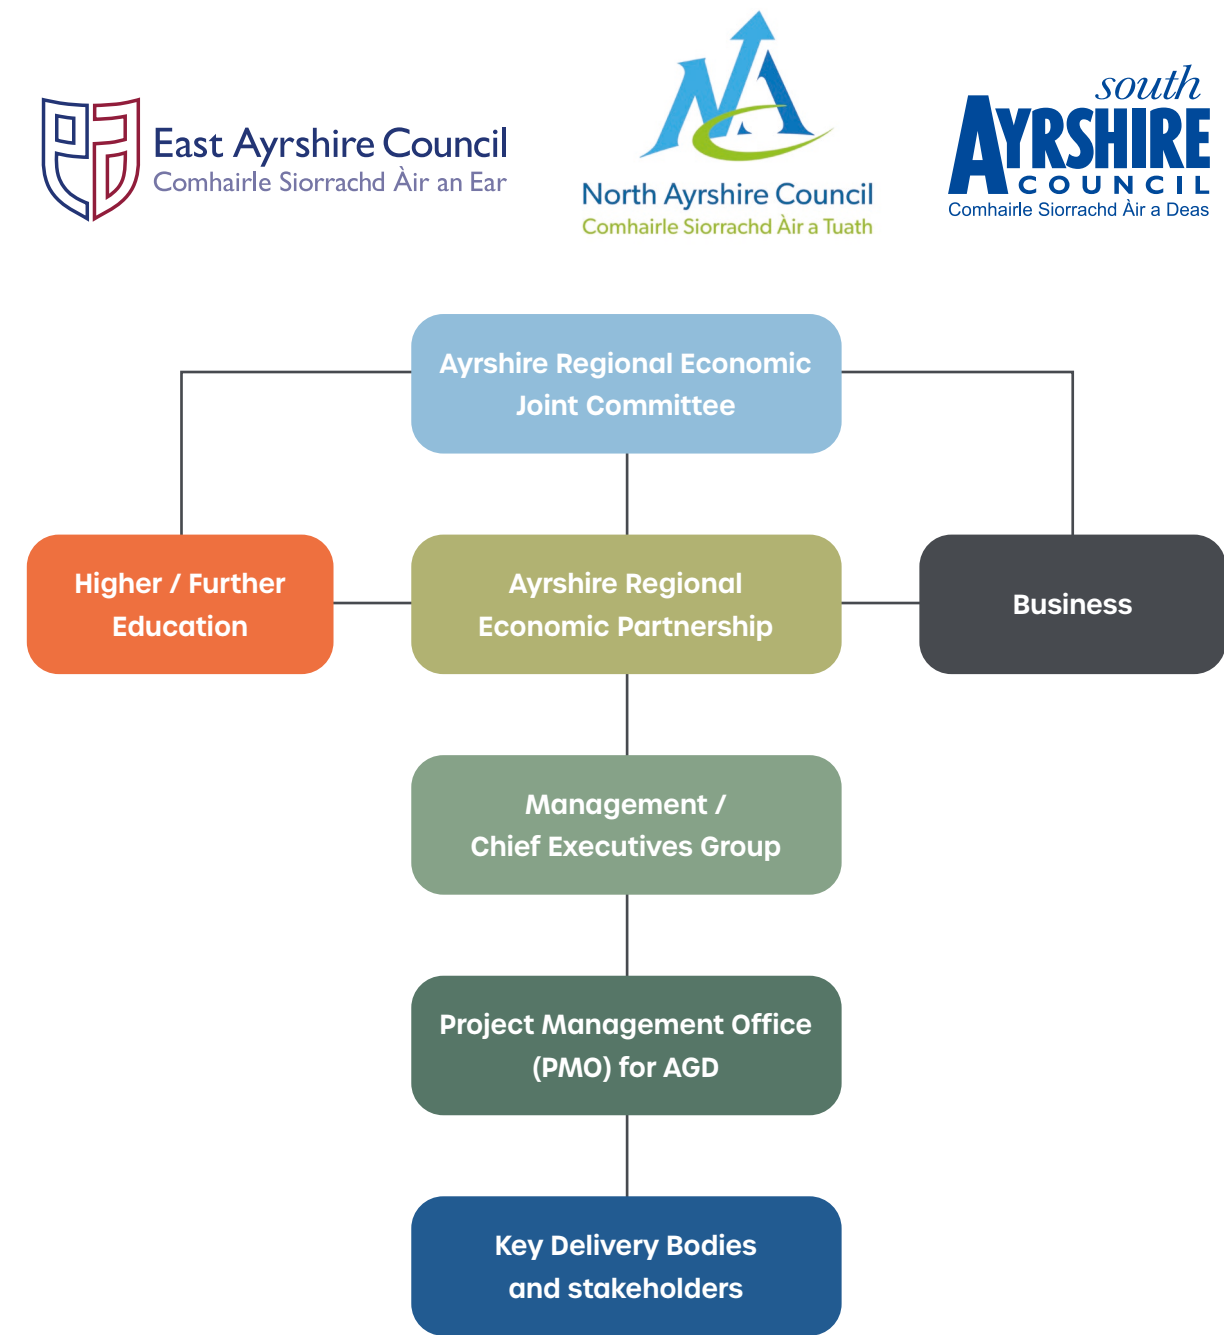 East Ayrshire Council
Comhairle Siorrachd Àir an Ear
North Ayrshire Council
Comhairle Siorrachd Àir a Tuath
south
AYRSHIRE
COUNCIL
Comhairle Siorrachd Àir a Deas
Ayrshire Regional Economic
Joint Committee
Higher / Further
Education
Ayrshire Regional
Economic Partnership
Business
Management /
Chief Executives Group
Project Management Office
(PMO) for AGD
Key Delivery Bodies
and stakeholders